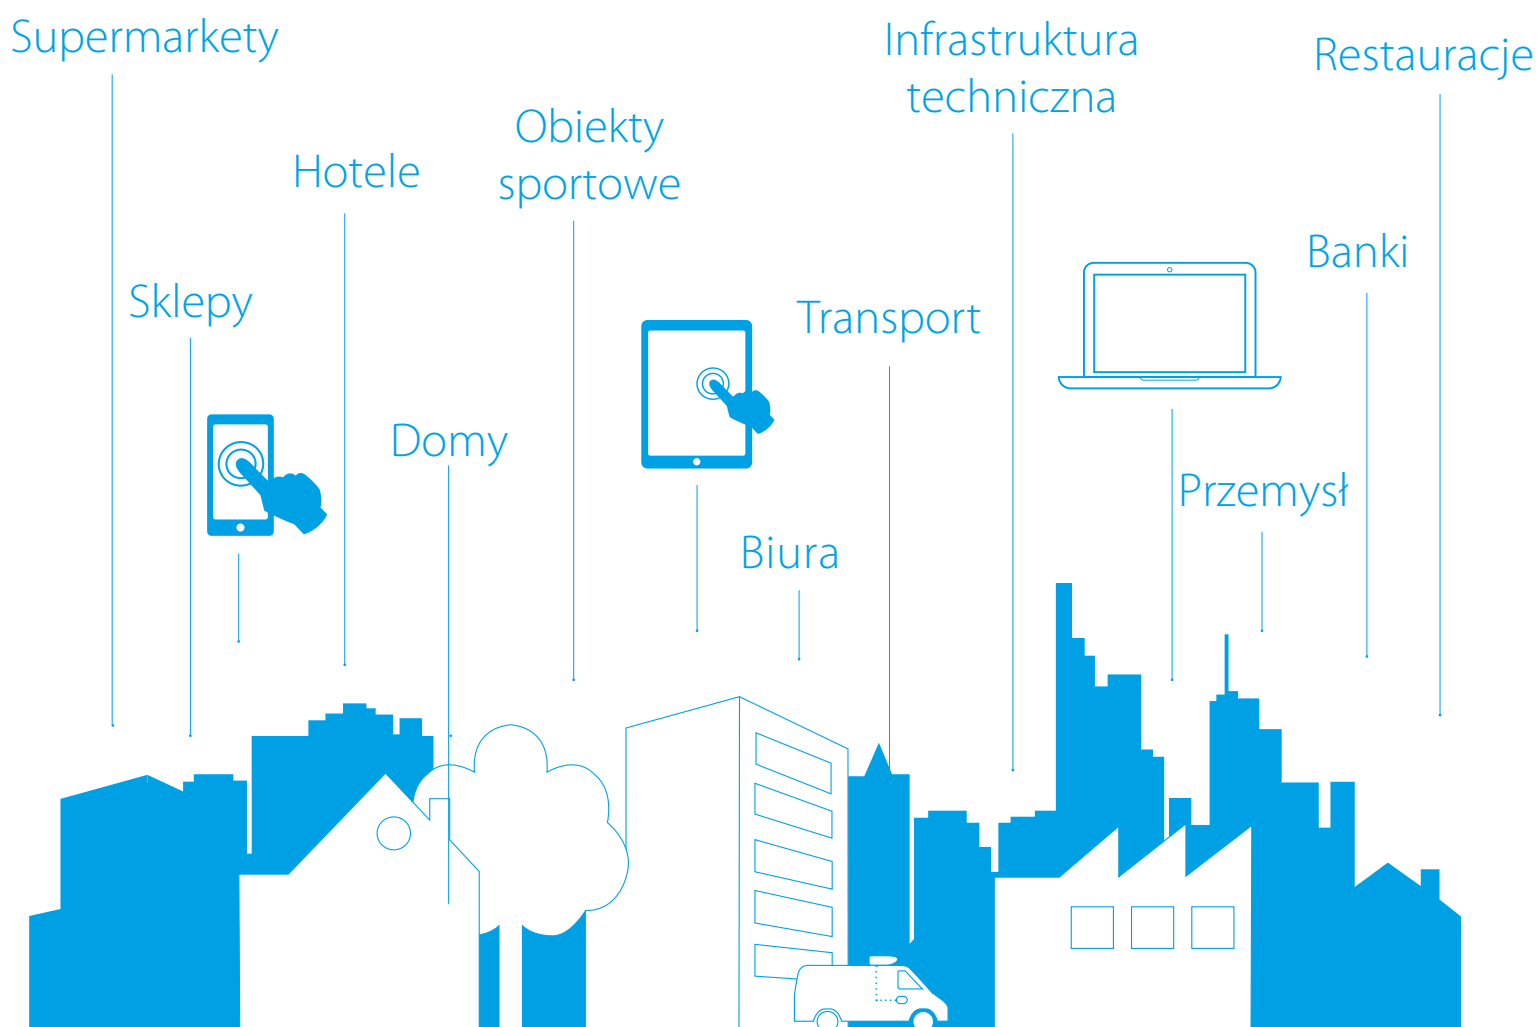 Supermarkety
Infrastruktura
techniczna
Restauracje
Obiekty
sportowe
Hotele
Banki
Sklepy
Transport
Domy
Przemysł
Biura